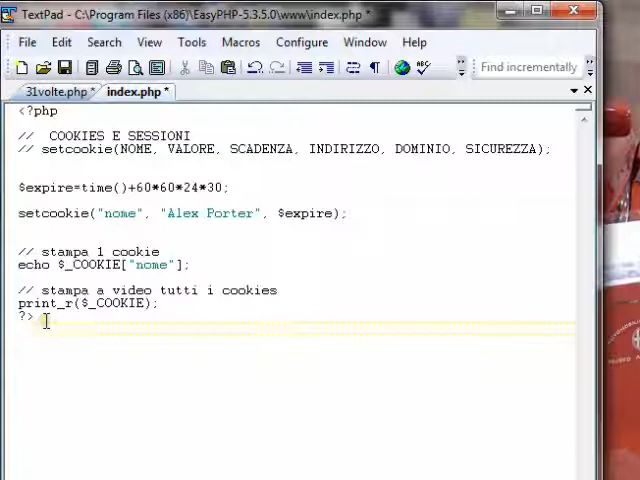 TextPad - C:\Program Files (x86)\EasyPHP-5.3.5.0\www\index.php *
File Edit Search View Tools Macros Configure Window Help
Find incrementally
31volte.php * index.php *
<?php
// COOKIES E SESSIONI
// setcookie(NOME, VALORE, SCADENZA, INDIRIZZO, DOMINIO, SICUREZZA);
$expire=time()+60*60*24*30;
setcookie("nome", "Alex Porter", $expire);
// stampa 1 cookie
echo $_COOKIE["nome"];
// stampa a video tutti i cookies
print_r($_COOKIE);
?>